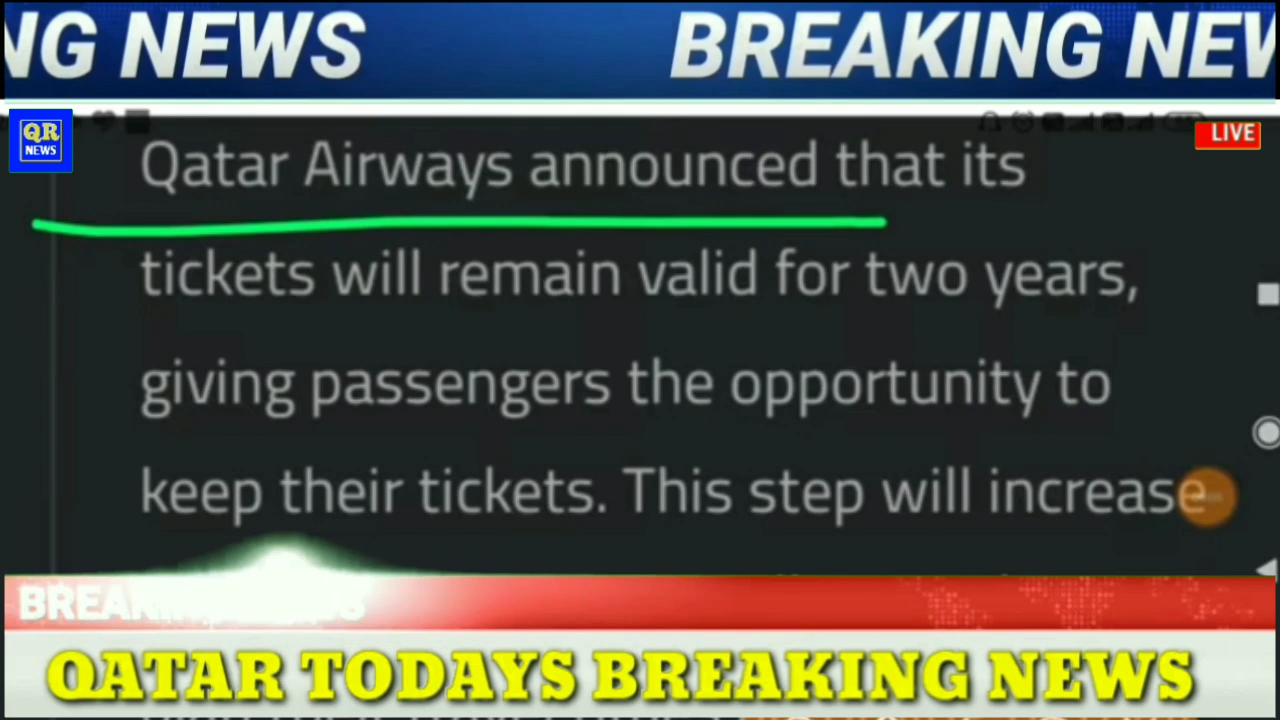 NG NEWS
BREAKING NEW
QR
NEWS
LIVE
Qatar Airways announced that its
tickets will remain valid for two years,
giving passengers the opportunity to
keep their tickets. This step will increase
QATAR TODAYS BREAKING NEWS